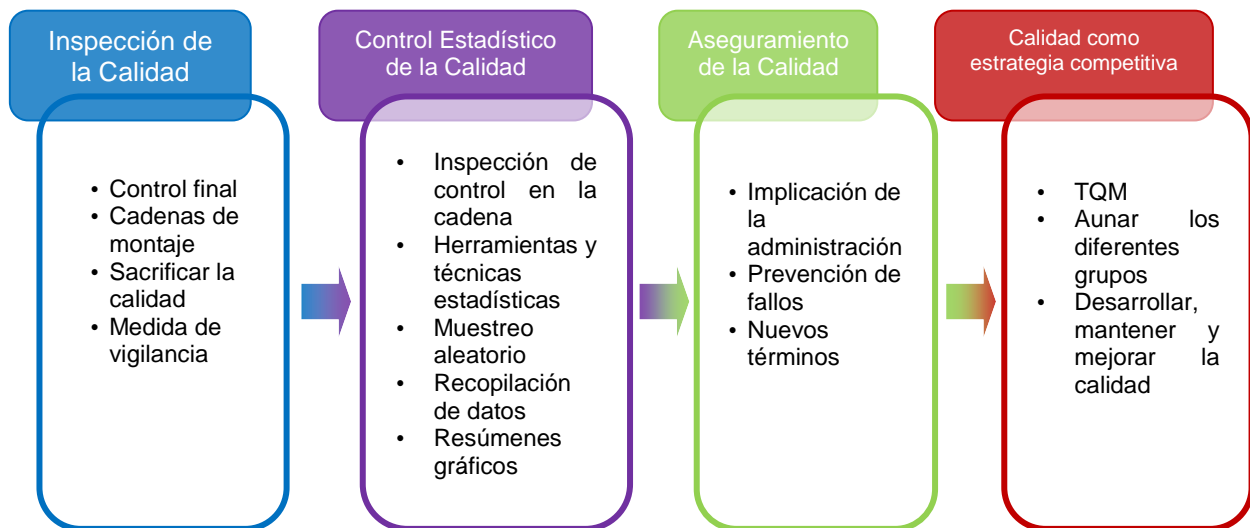 Inspección de
la Calidad
• Control final
• Cadenas de
montaje
• Sacrificar la
calidad
• Medida de
vigilancia
Control Estadístico
de la Calidad
• Inspección de
control en la
cadena
• Herramientas y
técnicas
estadísticas
• Muestreo
aleatorio
• Recopilación
de datos
• Resúmenes
gráficos
Aseguramiento
de la Calidad
• Implicación de
la
administración
• Prevención de
fallos
• Nuevos
términos
Calidad como
estrategia competitiva
• TQM
• Aunar los
diferentes
grupos
• Desarrollar,
mantener y
mejorar la
calidad